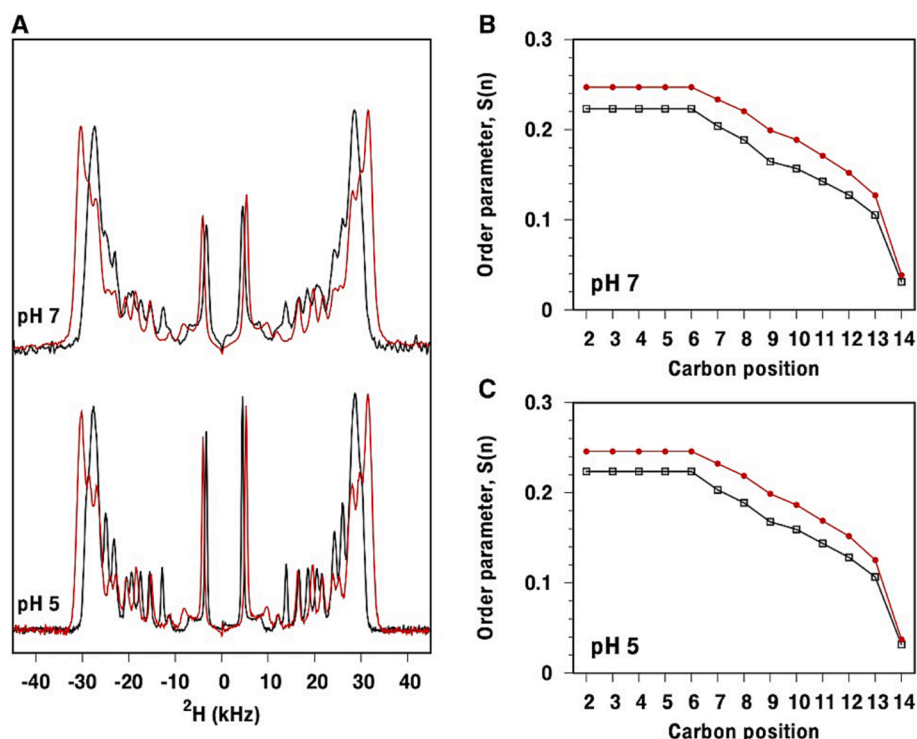 A
pH 7
pH 5
-40 -30 -20 -10 0 10 20 30 40
²H (kHz)
B
Order parameter, S(n)
0.3
0.2
0.1
0
pH 7
2 3 4 5 6 7 8 9 10 11 12 13 14
Carbon position
C
Order parameter, S(n)
0.3
0.2
0.1
0
pH 5
2 3 4 5 6 7 8 9 10 11 12 13 14
Carbon position